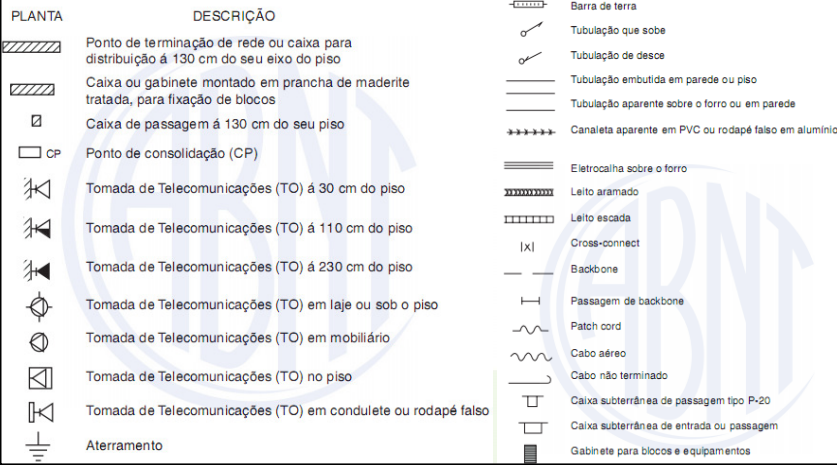 PLANTA
DESCRIÇÃO
Ponto de terminação de rede ou caixa para
distribuição á 130 cm do seu eixo do piso
Caixa ou gabinete montado em prancha de maderite
tratada, para fixação de blocos
Caixa de passagem á 130 cm do seu piso
CP
Ponto de consolidação (CP)
Tomada de Telecomunicações (TO) á 30 cm do piso
Tomada de Telecomunicações (TO) á 110 cm do piso
Tomada de Telecomunicações (TO) á 230 cm do piso
Tomada de Telecomunicações (TO) em laje ou sob o piso
Tomada de Telecomunicações (TO) em mobiliário
Tomada de Telecomunicações (TO) no piso
Tomada de Telecomunicações (TO) em condulete ou rodapé falso
Aterramento
Barra de terra
Tubulação que sobe
Tubulação de desce
Tubulação embutida em parede ou piso
Tubulação aparente sobre o forro ou em parede
Canaleta aparente em PVC ou rodapé falso em alumínio
Eletrocalha sobre o forro
Leito aramado
Leito escada
|x|
Cross-connect
Backbone
Passagem de backbone
Patch cord
Cabo aéreo
Cabo não terminado
Caixa subterrânea de passagem tipo P-20
Caixa subterrânea de entrada ou passagem
Gabinete para blocos e equipamentos
ABNT
ABNT